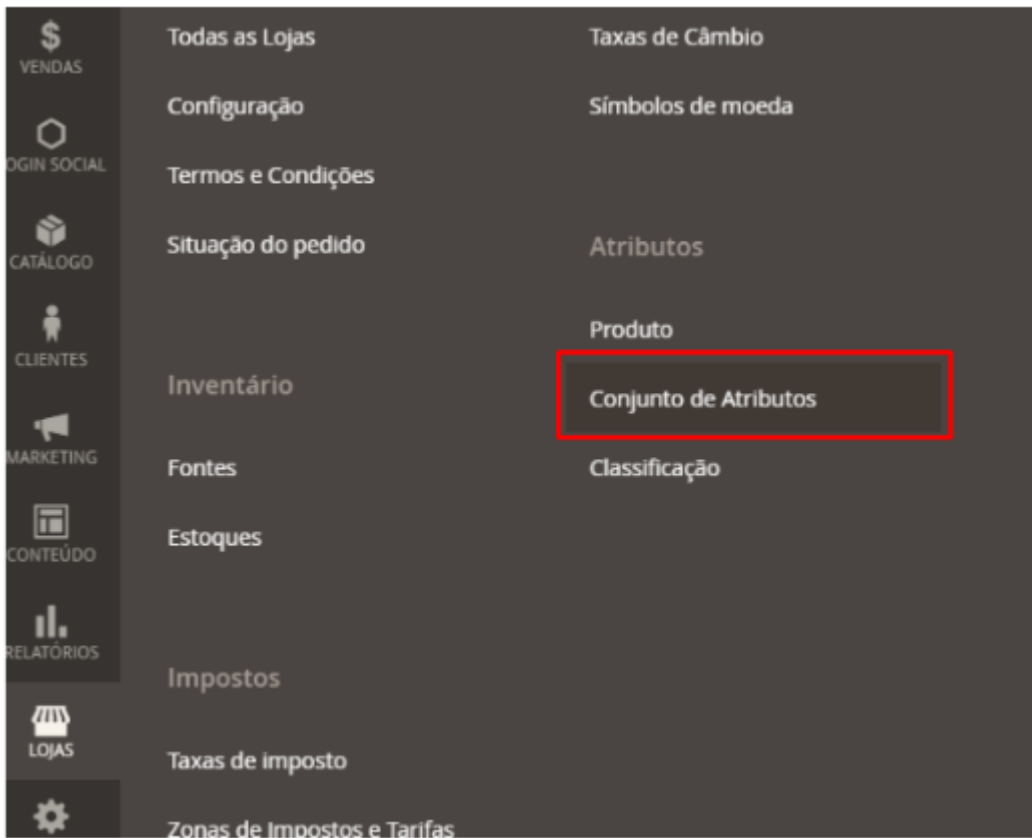 $
VENDAS
OGIN SOCIAL
CATÁLOGO
CLIENTES
MARKETING
CONTEÚDO
RELATÓRIOS
LOJAS
Todas as Lojas
Configuração
Termos e Condições
Situação do pedido
Inventário
Fontes
Estoques
Impostos
Taxas de imposto
Zonas de Impostos e Tarifas
Taxas de Câmbio
Símbolos de moeda
Atributos
Produto
Conjunto de Atributos
Classificação